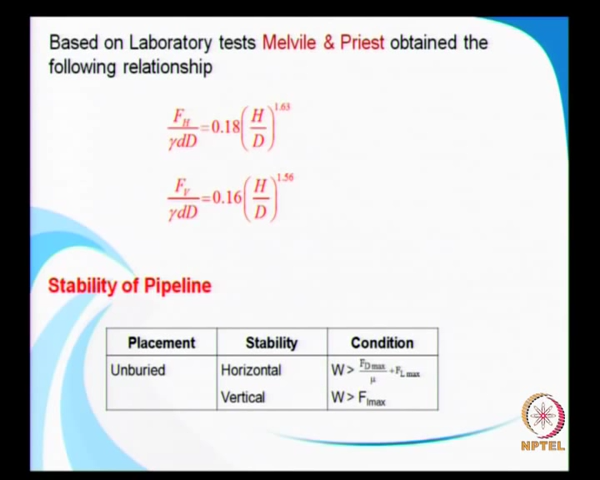 Based on Laboratory tests Melvile & Priest obtained the
following relationship
F_H / γdD = 0.18 (H / D)^1.63
F_V / γdD = 0.16 (H / D)^1.56
Stability of Pipeline
Placement Stability Condition
Unburied Horizontal W > F_Dmax / μ + F_Lmax
Vertical W > F_lmax
NPTEL